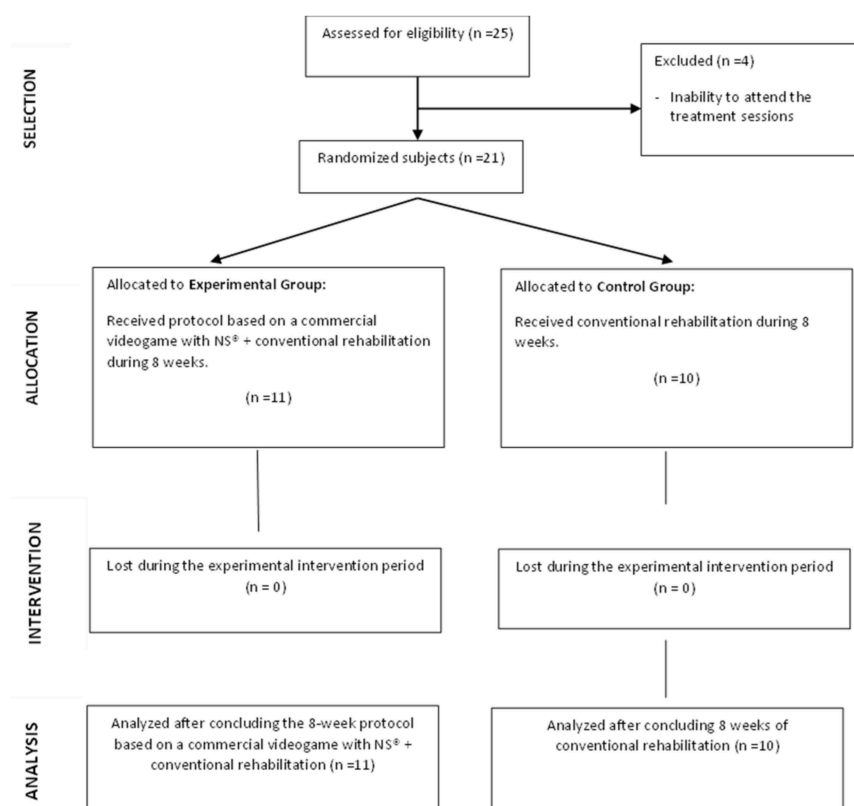 SELECTION
Assessed for eligibility (n =25)
Excluded (n =4)
- Inability to attend the
treatment sessions
Randomized subjects (n =21)
ALLOCATION
Allocated to Experimental Group:
Received protocol based on a commercial
videogame with NS® + conventional rehabilitation
during 8 weeks.
(n =11)
Allocated to Control Group:
Received conventional rehabilitation during 8
weeks.
(n =10)
INTERVENTION
Lost during the experimental intervention period
(n = 0)
Lost during the experimental intervention period
(n = 0)
ANALYSIS
Analyzed after concluding the 8-week protocol
based on a commercial videogame with NS® +
conventional rehabilitation (n =11)
Analyzed after concluding 8 weeks of
conventional rehabilitation (n =10)